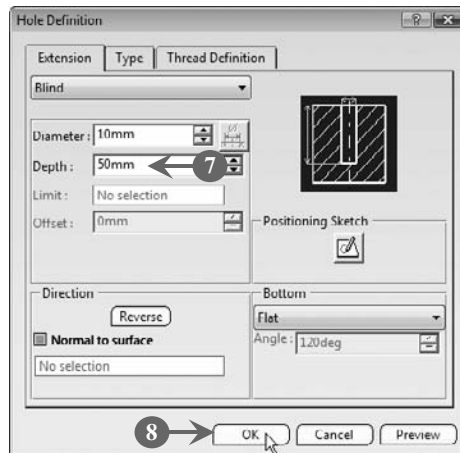 Hole Definition
Extension Type Thread Definition
Blind
Diameter : 10mm
Depth : 50mm 7
Limit : No selection
Offset : 0mm
Positioning Sketch
Direction
Reverse
Normal to surface
No selection
Bottom
Flat
Angle : 120deg
8 OK Cancel Preview